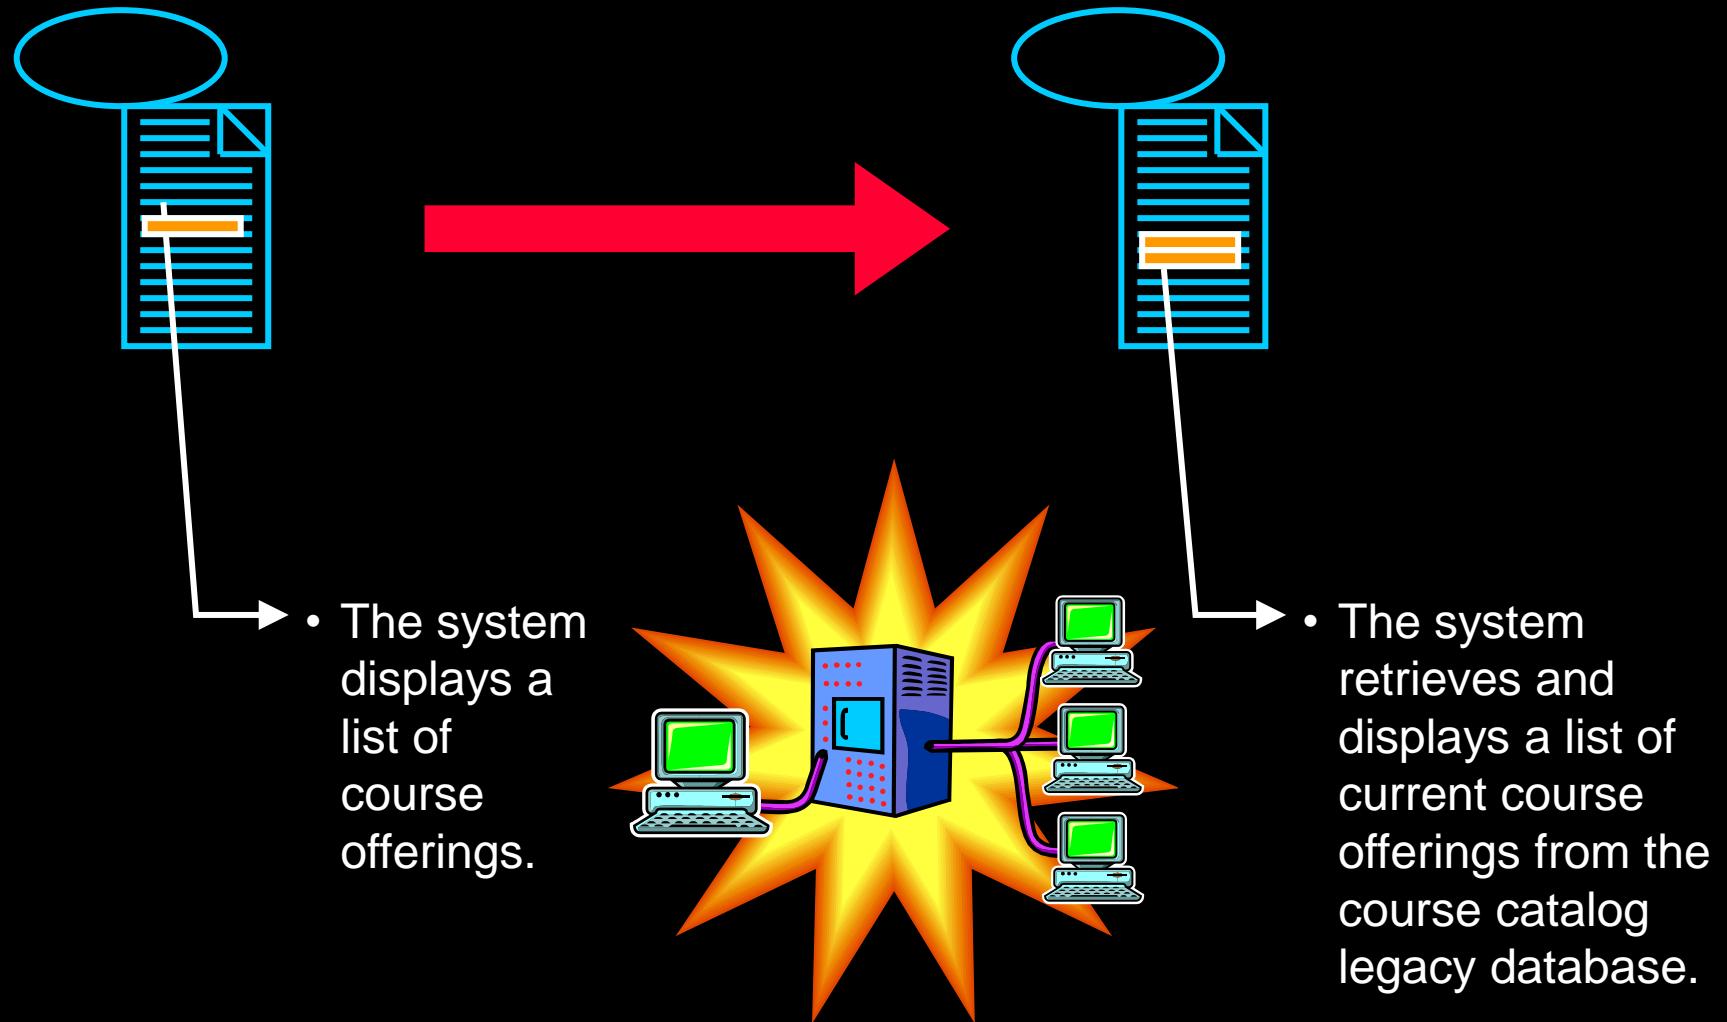 • The system
displays a
list of
course
offerings.
• The system
retrieves and
displays a list of
current course
offerings from the
course catalog
legacy database.